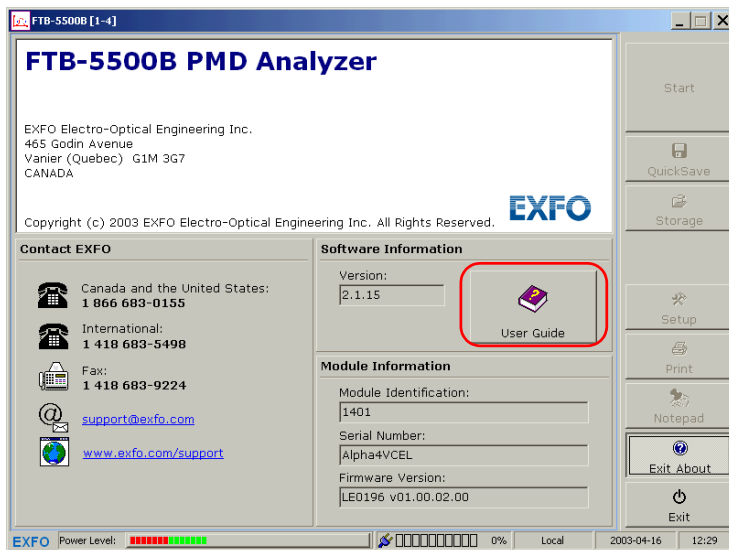 FTB-5500B [1-4]
FTB-5500B PMD Analyzer
EXFO Electro-Optical Engineering Inc.
465 Godin Avenue
Vanier (Quebec) G1M 3G7
CANADA
EXFO
Copyright (c) 2003 EXFO Electro-Optical Engineering Inc. All Rights Reserved.
Contact EXFO
Canada and the United States:
1 866 683-0155
International:
1 418 683-5498
Fax:
1 418 683-9224
support@exfo.com
www.exfo.com/support
Software Information
Version:
2.1.15
User Guide
Module Information
Module Identification:
1401
Serial Number:
Alpha4VCEL
Firmware Version:
LE0196 v01.00.02.00
Start
QuickSave
Storage
Setup
Print
Notepad
Exit About
Exit
EXFO Power Level: 0% Local 2003-04-16 12:29